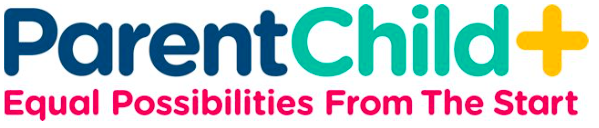 ParentChild+
Equal Possibilities From The Start